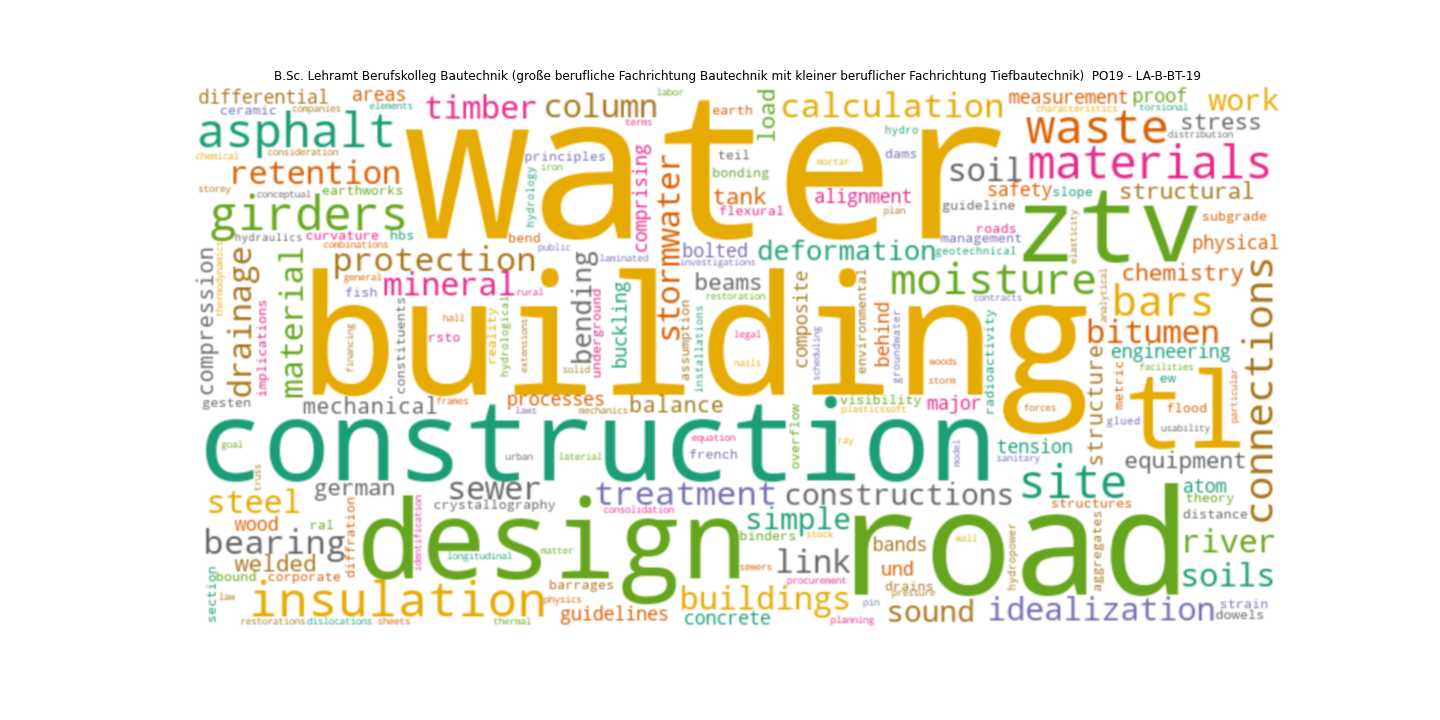 B.Sc. Lehramt Berufskolleg Bautechnik (große berufliche Fachrichtung Bautechnik mit kleiner beruflicher Fachrichtung Tiefbautechnik)  PO19 - LA-B-BT-19
differential
areas
timber
column
labor
earth
load
calculation
measurement
proof
work
ceramic
companies
elements
terms
characteristics
torsional
asphalt
water
hydro
waste
stress
distribution
chemical
consideration
principles
iron
teil
mortar
dams
soil
materials
retention
bonding
storey
conceptual
earthworks
hydrology
comprising
stormwater
tank
alignment
safety
slope
structural
girders
flexural
plan
guideline
ztv
subgrade
hydraulics
curvature
hbs
combinations
bend
public
laminated
bolted
investigations
deformation
roads
management
geotechnical
elasticity
physical
compression
thermodynamics
drainage
protection
general
mineral
rural
fish
bending
beams
restoration
composite
environmental
moisture
contracts
analytical
chemistry
bars
implications
material
building
constituents
hall
rsto
reality
hydrological
extensions
financing
underground
buckling
assumption
installations
legal
nails
scheduling
behind
groundwater
woods
storm
radioactivity
bitumen
engineering
facilities
ew
connections
solid
gesten
mechanical
frames
processes
laws
mechanics
balance
visibility
plasticssoft
major
forces
structure
metric
glued
flood
usability
tl
particular
construction
goal
truss
urban
laterial
equation
french
overflow
ray
model
tension
sanitary
equipment
steel
german
sewer
crystallography
treatment
consolidation
constructions
site
structures
atom
theory
distance
wood
ral
diffration
identification
design
longitudinal
matter
simple
binders
stock
sewers
link
procurement
road
bands
und
wall
hydropower
aggregates
river
bearing
welded
bound
corporate
section
law
insulation
barrages
physics
buildings
drains
pressure
soils
restorations
dislocations
sheets
thermal
guidelines
concrete
planning
pin
sound
idealization
strain
dowels